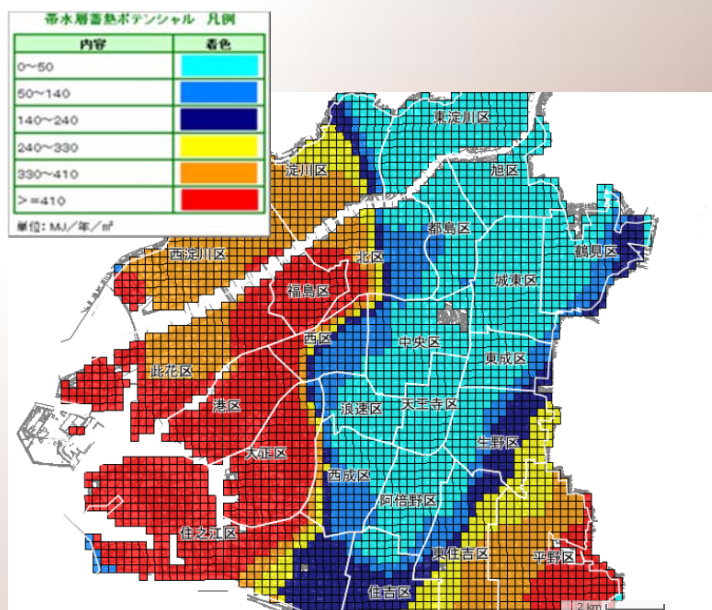 帯水層蓄熱ポテンシャル 凡例
内容 着色
0～50
50～140
140～240
240～330
330～410
>=410
単位: MJ/年/㎡
東淀川区
淀川区
旭区
都島区
鶴見区
西淀川区
北区
城東区
福島区
西区
中央区
東成区
此花区
港区
浪速区
天王寺区
生野区
大正区
西成区
阿倍野区
住之江区
東住吉区
平野区
住吉区
2 km